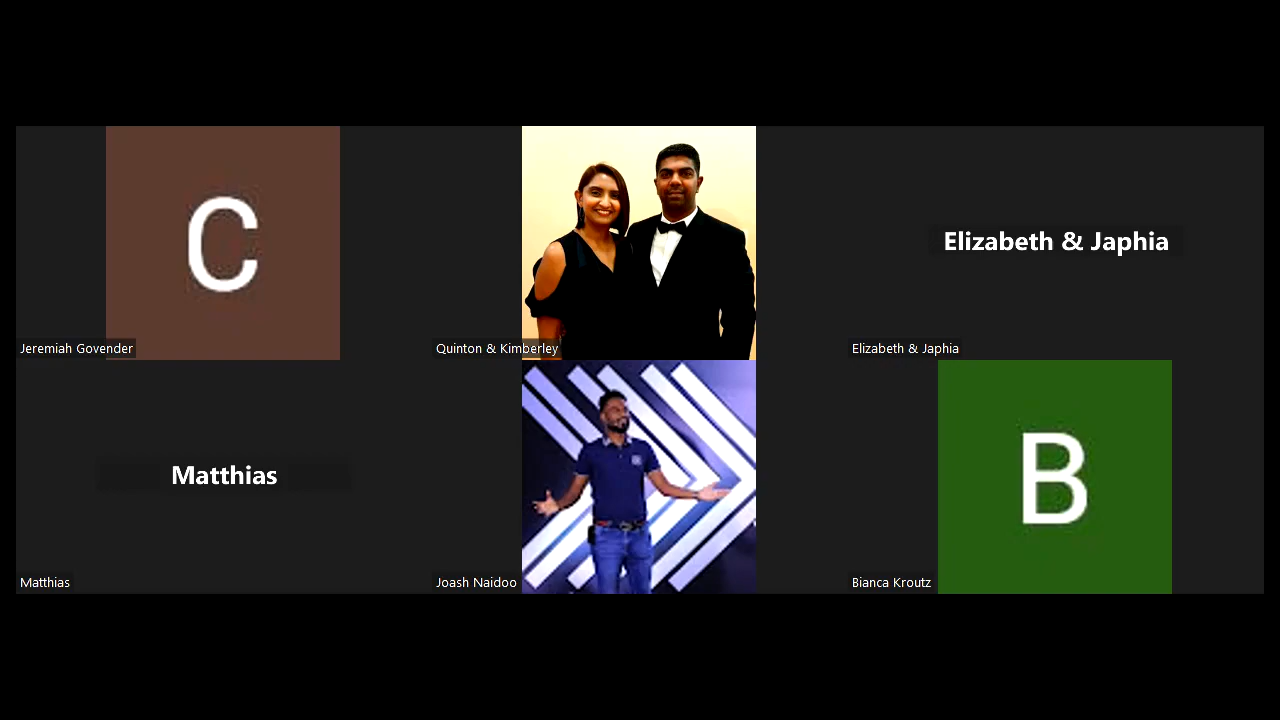 C
Jeremiah Govender
Quinton & Kimberley
Elizabeth & Japhia
Elizabeth & Japhia
Matthias
Matthias
Joash Naidoo
B
Bianca Kroutz